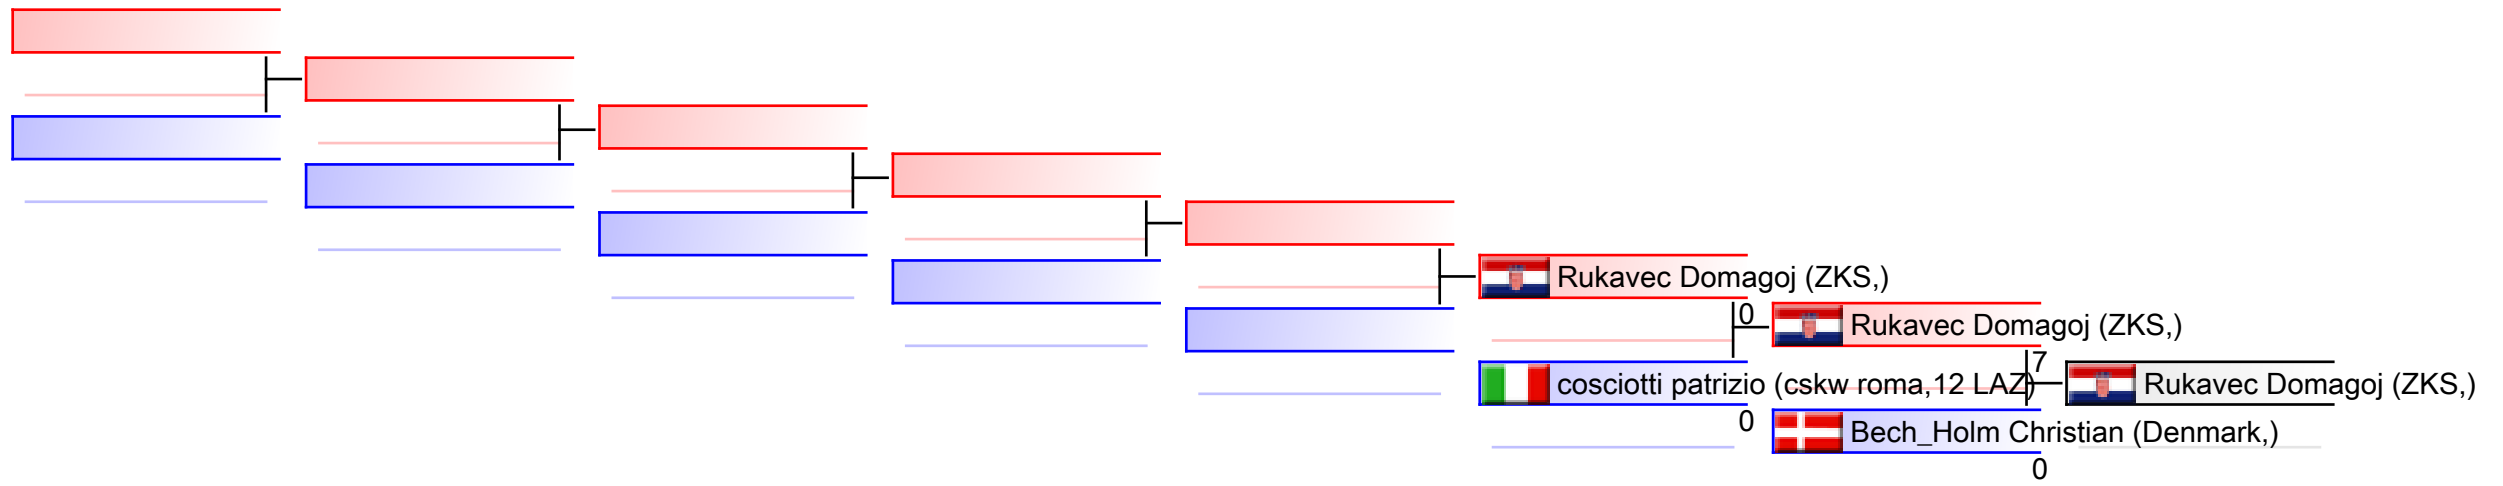 Rukavec Domagoj (ZKS,)
0
Rukavec Domagoj (ZKS,)
7
cosciotti patrizio (cskw roma,12 LAZ)
Rukavec Domagoj (ZKS,)
0
Bech_Holm Christian (Denmark,)
0